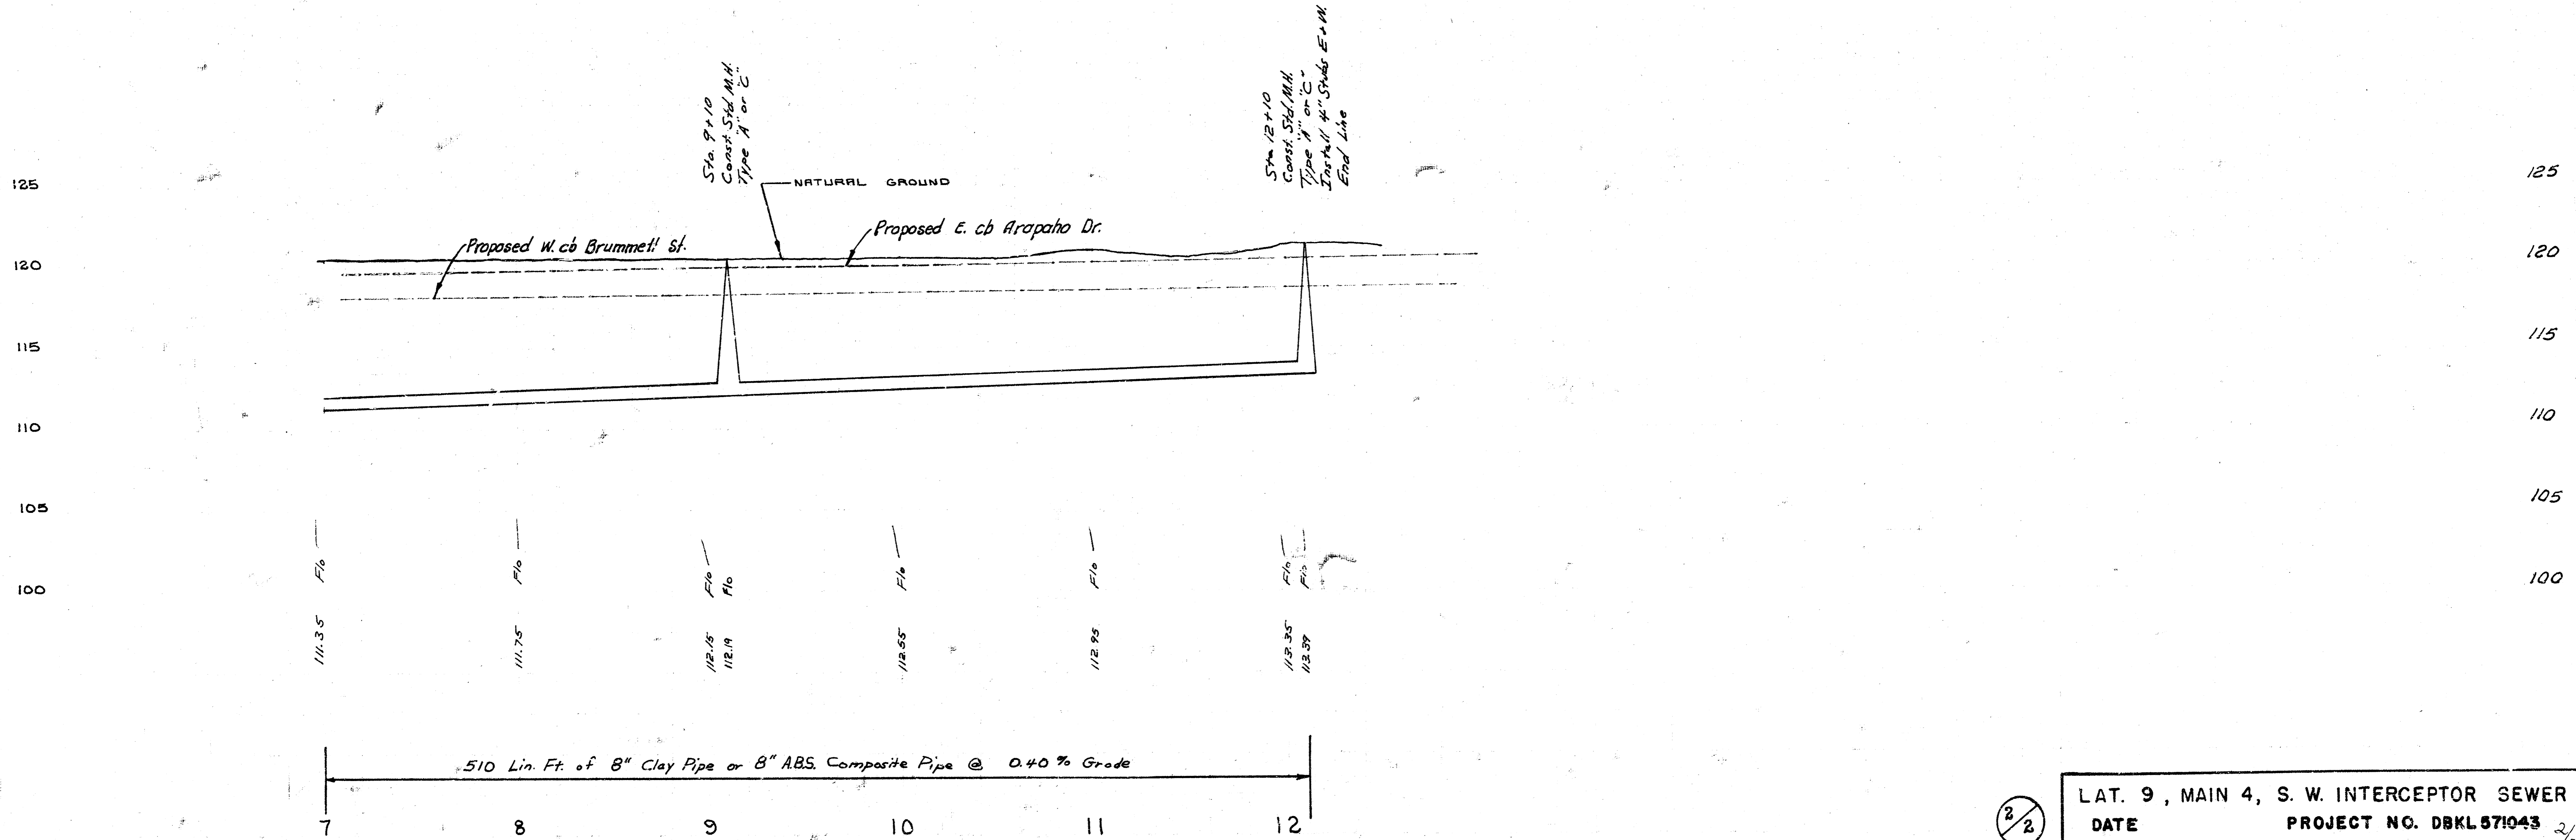 Sta. 9+10
Const. Std. M.H.
Type "A" or "C"
Sta 12+10
Const. Std. M.H.
Type "A" or "C"
Install 4" Stubs E & W.
End Line
125
NATURAL GROUND
125
Proposed W. cb Brummett St.
Proposed E. cb Arapaho Dr.
120
120
115
115
110
110
105
105
Flo
Flo
Flo
Flo
Flo
Flo
Flo
Flo
100
100
111.35
111.75
112.15
112.19
112.55
112.95
113.35
113.39
510 Lin. Ft. of 8" Clay Pipe or 8" A.B.S. Composite Pipe @ 0.40 % Grade
7
8
9
10
11
12
2/2
LAT. 9, MAIN 4, S. W. INTERCEPTOR SEWER
DATE
PROJECT NO. DBKL571043